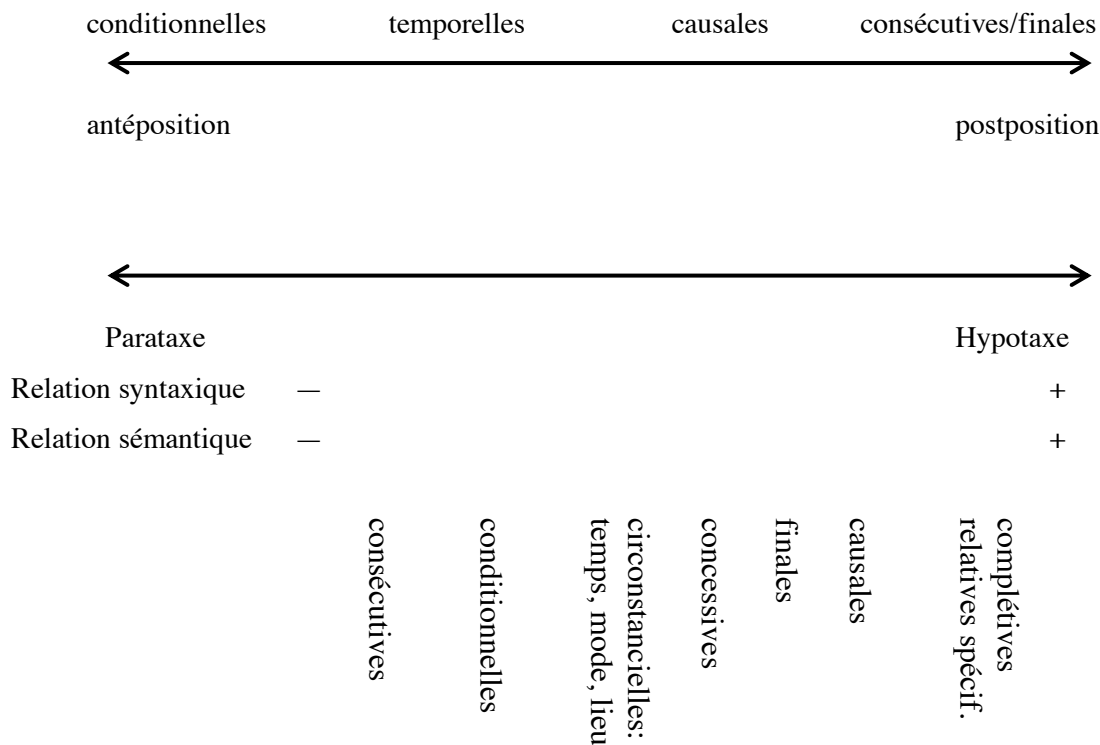 conditionnelles temporelles causales consécutives/finales
antéposition postposition
Parataxe Hypotaxe
Relation syntaxique — +
Relation sémantique — +
consécutives
conditionnelles
circonstancielles:
temps, mode, lieu
concessives
finales
causales
complétives
relatives spécif.